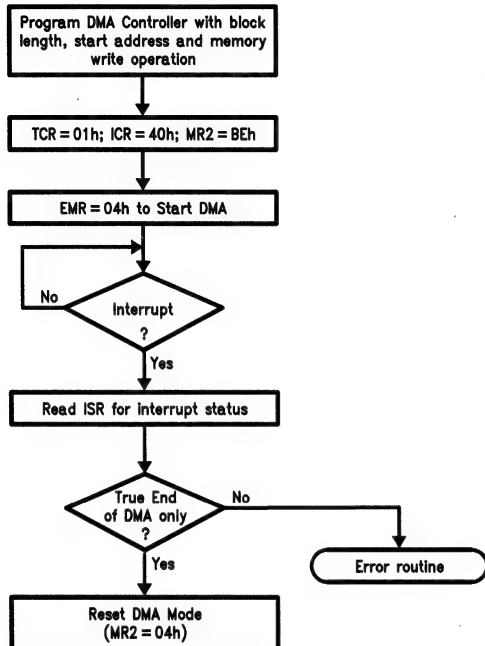 Program DMA Controller with block
length, start address and memory
write operation
TCR = 01h; ICR = 40h; MR2 = BEh
EMR = 04h to Start DMA
No
Interrupt
?
Yes
Read ISR for interrupt status
True End
of DMA only
?
No
Yes
Error routine
Reset DMA Mode
(MR2 = 04h)